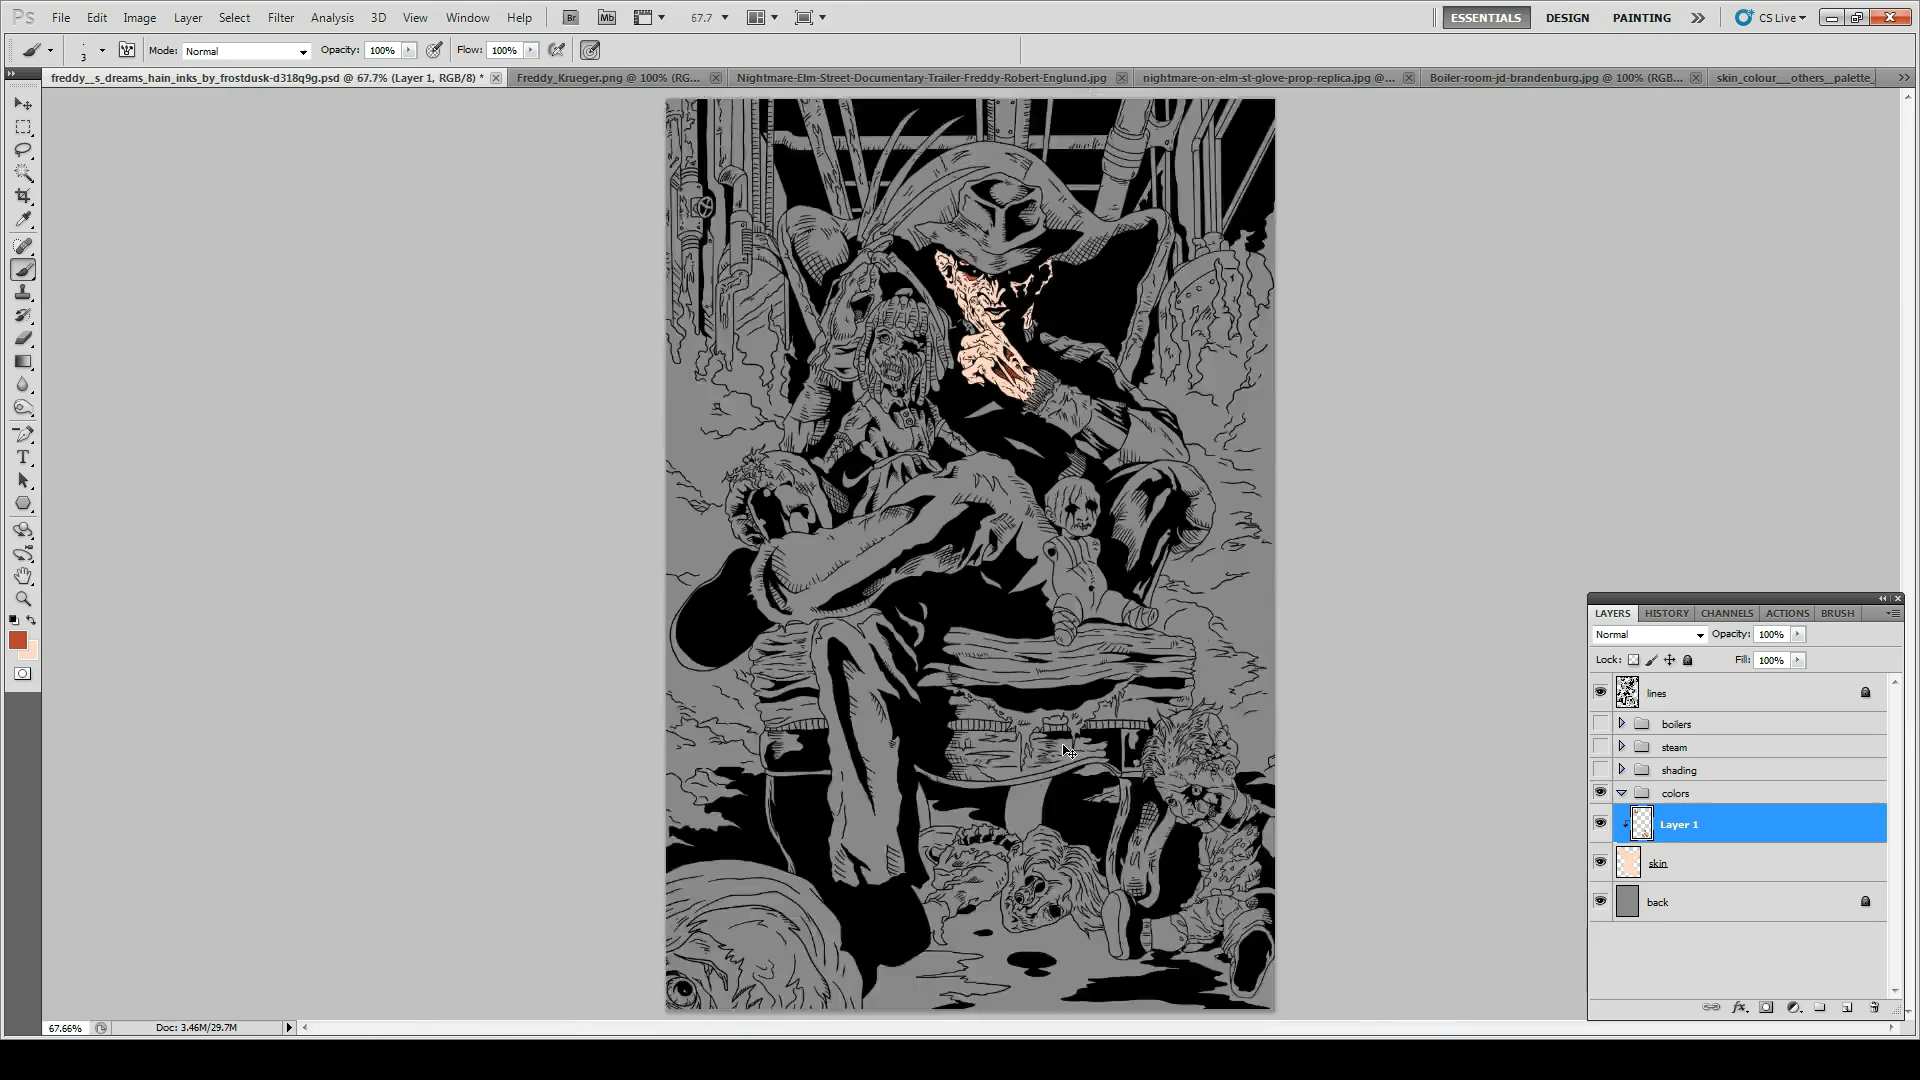 Ps File Edit Image Layer Select Filter Analysis 3D View Window Help Br Mb 67.7 ESSENTIALS DESIGN PAINTING CS Live
3 Mode: Normal Opacity: 100% Flow: 100%
freddy__s_dreams_hain_inks_by_frostdusk-d318q9g.psd @ 67.7% (Layer 1, RGB/8) * Freddy_Krueger.png @ 100% (RG... Nightmare-Elm-Street-Documentary-Trailer-Freddy-Robert-Englund.jpg nightmare-on-elm-st-glove-prop-replica.jpg @... Boiler-room-jd-brandenburg.jpg @ 100% (RGB... skin_colour__others__palette_
T
LAYERS HISTORY CHANNELS ACTIONS BRUSH
Normal Opacity: 100%
Lock: Fill: 100%
lines
boilers
steam
shading
colors
Layer 1
skin
back
fx
67.66% Doc: 3.46M/29.7M